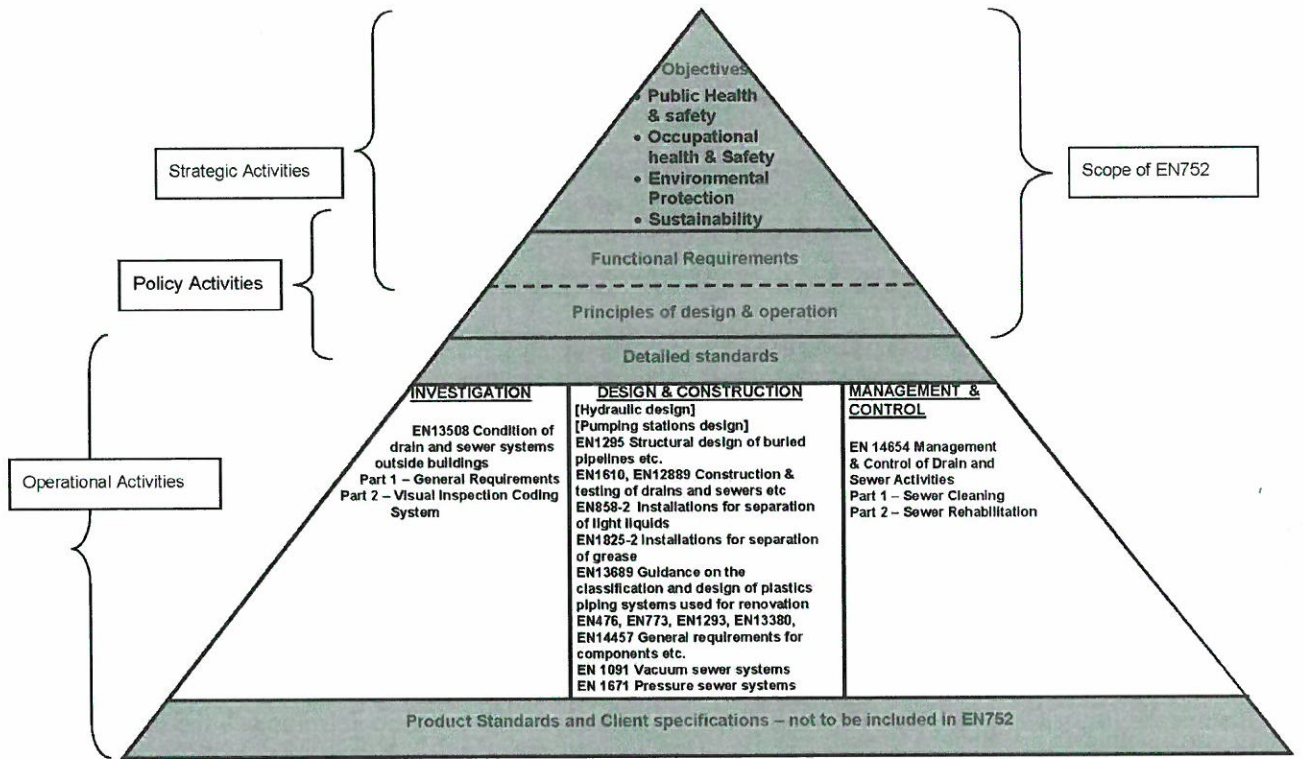 Objectives
• Public Health
& safety
• Occupational
health & Safety
• Environmental
Protection
• Sustainability
Strategic Activities
Scope of EN752
Functional Requirements
Policy Activities
Principles of design & operation
Detailed standards
Operational Activities
INVESTIGATION
EN13508 Condition of
drain and sewer systems
outside buildings
Part 1 – General Requirements
Part 2 – Visual Inspection Coding
System
DESIGN & CONSTRUCTION
[Hydraulic design]
[Pumping stations design]
EN1295 Structural design of buried
pipelines etc.
EN1610, EN12889 Construction &
testing of drains and sewers etc
EN858-2 Installations for separation
of light liquids
EN1825-2 Installations for separation
of grease
EN13689 Guidance on the
classification and design of plastics
piping systems used for renovation
EN476, EN773, EN1293, EN13380,
EN14457 General requirements for
components etc.
EN 1091 Vacuum sewer systems
EN 1671 Pressure sewer systems
MANAGEMENT &
CONTROL
EN 14654 Management
& Control of Drain and
Sewer Activities
Part 1 – Sewer Cleaning
Part 2 – Sewer Rehabilitation
Product Standards and Client specifications – not to be included in EN752